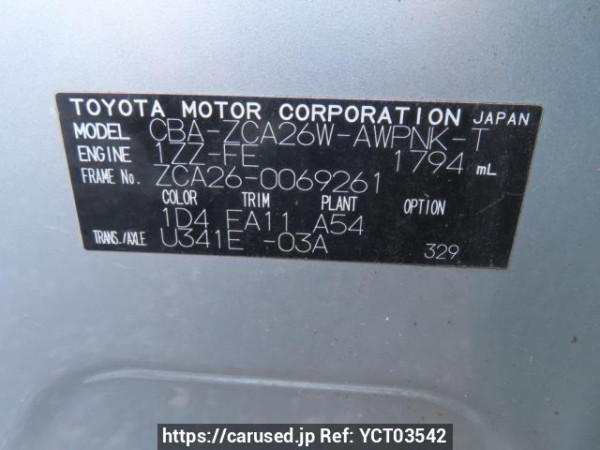 TOYOTA MOTOR CORPORATION JAPAN
MODEL CBA-ZCA26W-AWPNK-T
ENGINE 1ZZ-FE 1794 mL
FRAME No. ZCA26-0069261
COLOR TRIM PLANT OPTION
1D4 FA11 A54
TRANS./AXLE U341E -03A 329
https://carused.jp Ref: YCT03542